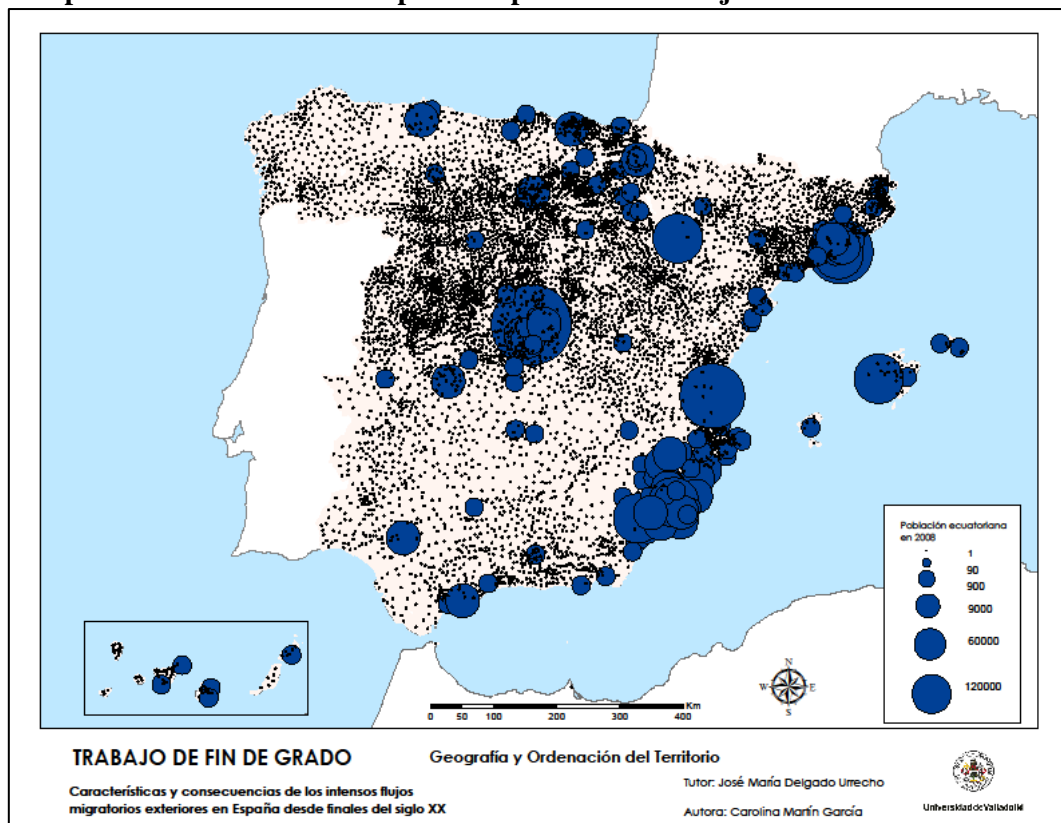 Población ecuatoriana
en 2008
1
90
900
9000
60000
120000
N
W
E
S
0 50 100 200 300 400
Km
TRABAJO DE FIN DE GRADO
Geografía y Ordenación del Territorio
Características y consecuencias de los intensos flujos
migratorios exteriores en España desde finales del siglo XX
Tutor: José María Delgado Urrecho
Autora: Carolina Martín García
Universidad de Valladolid